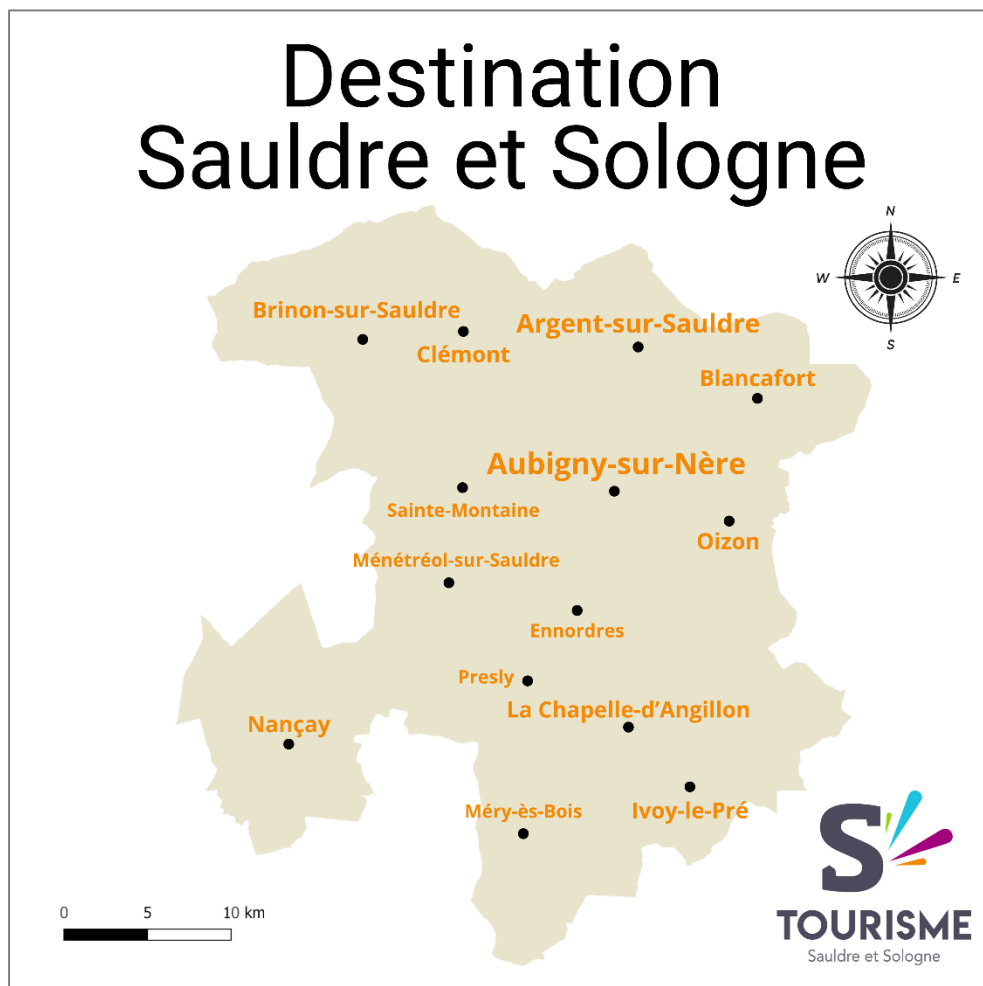 Destination
Sauldre et Sologne
N
W
E
S
Brinon-sur-Sauldre
Argent-sur-Sauldre
Clémont
Blancafort
Aubigny-sur-Nère
Sainte-Montaine
Oizon
Ménétréol-sur-Sauldre
Ennordres
Presly
La Chapelle-d’Angillon
Nançay
Méry-ès-Bois
Ivoy-le-Pré
0 5 10 km
S
TOURISME
Sauldre et Sologne